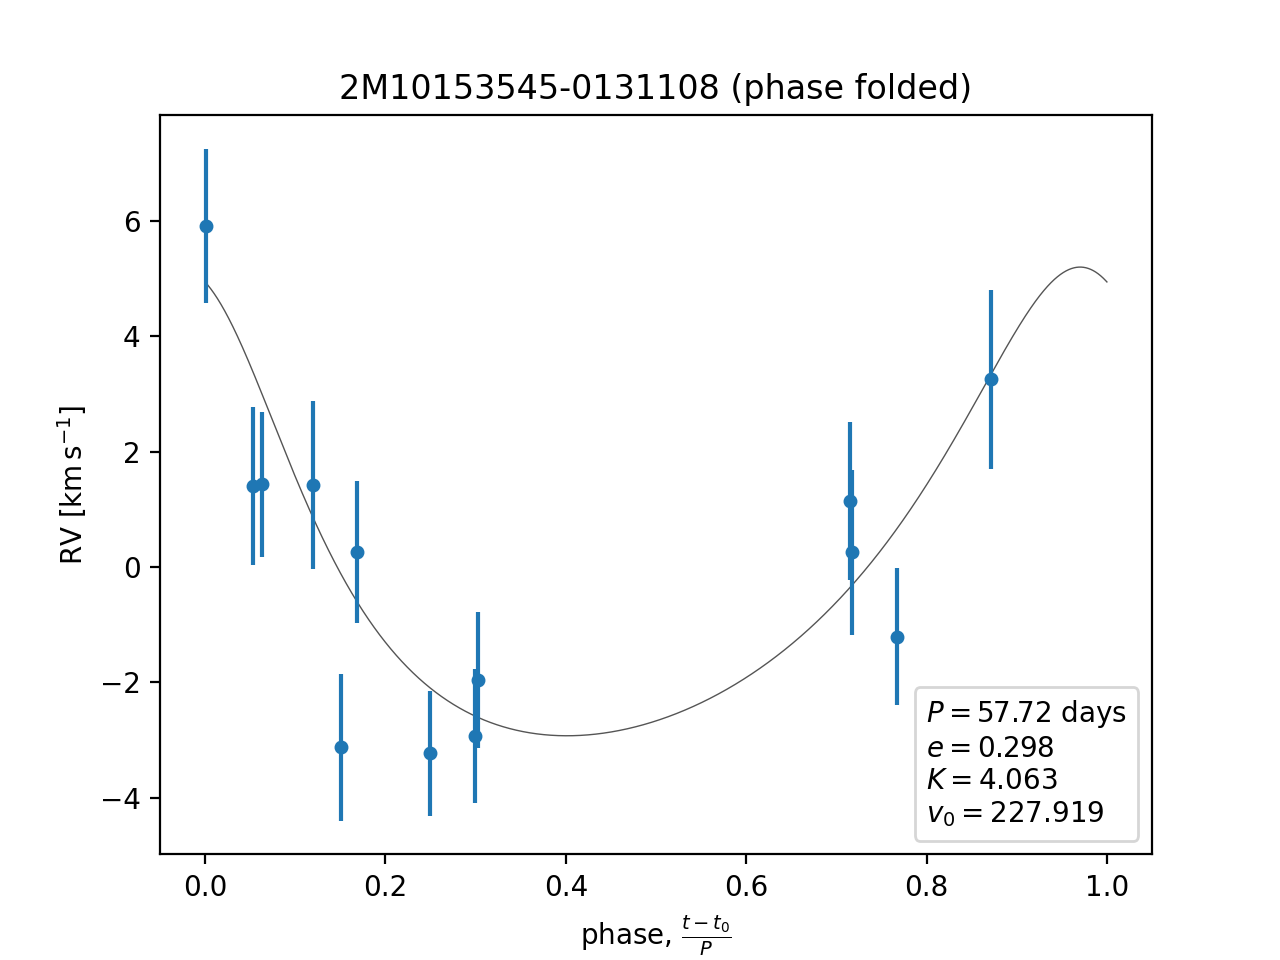 2M10153545-0131108 (phase folded)
RV [km s⁻¹]
6
4
2
0
−2
−4
0.0 0.2 0.4 0.6 0.8 1.0
phase, (t − t₀)/P
P = 57.72 days
e = 0.298
K = 4.063
v₀ = 227.919